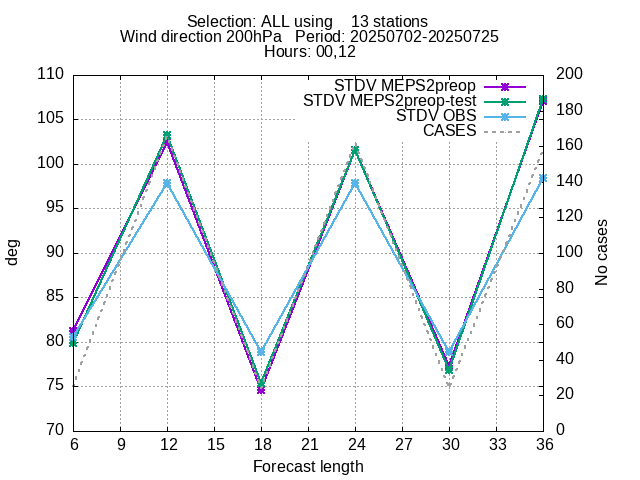 Selection: ALL using    13 stations
Wind direction 200hPa   Period: 20250702-20250725
Hours: 00,12
STDV MEPS2preop
STDV MEPS2preop-test
STDV OBS
CASES
110
105
100
95
90
85
80
75
70
deg
200
180
160
140
120
100
80
60
40
20
0
No cases
6 9 12 15 18 21 24 27 30 33 36
Forecast length